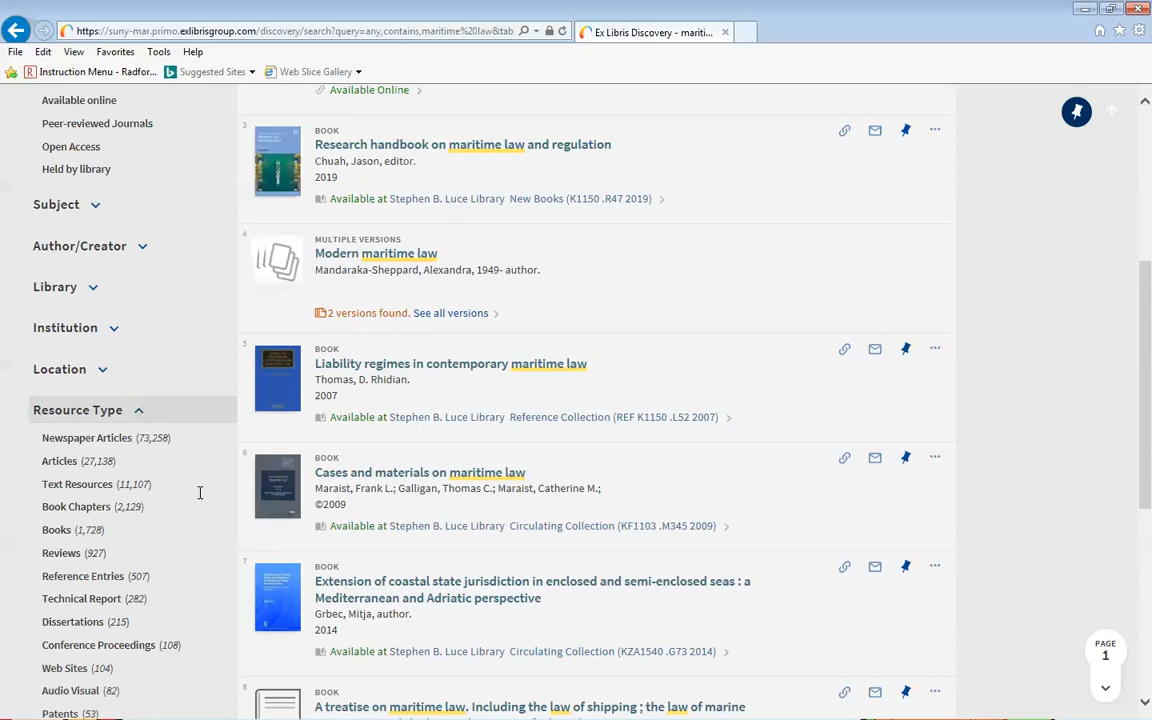 https://suny-mar.primo.exlibrisgroup.com/discovery/search?query=any,contains,maritime%20law&tab
Ex Libris Discovery - mariti...
File Edit View Favorites Tools Help
Instruction Menu - Radfor... Suggested Sites Web Slice Gallery
Available online
Peer-reviewed Journals
Open Access
Held by library
Subject
Author/Creator
Library
Institution
Location
Resource Type
Newspaper Articles (73,258)
Articles (27,138)
Text Resources (11,107)
Book Chapters (2,129)
Books (1,728)
Reviews (927)
Reference Entries (507)
Technical Report (282)
Dissertations (215)
Conference Proceedings (108)
Web Sites (104)
Audio Visual (82)
Patents (53)
Available Online
3
BOOK
Research handbook on maritime law and regulation
Chuah, Jason, editor.
2019
Available at Stephen B. Luce Library New Books (K1150 .R47 2019)
4
MULTIPLE VERSIONS
Modern maritime law
Mandaraka-Sheppard, Alexandra, 1949- author.
2 versions found. See all versions
5
BOOK
Liability regimes in contemporary maritime law
Thomas, D. Rhidian.
2007
Available at Stephen B. Luce Library Reference Collection (REF K1150 .L52 2007)
6
BOOK
Cases and materials on maritime law
Maraist, Frank L.; Galligan, Thomas C.; Maraist, Catherine M.;
©2009
Available at Stephen B. Luce Library Circulating Collection (KF1103 .M345 2009)
7
BOOK
Extension of coastal state jurisdiction in enclosed and semi-enclosed seas : a
Mediterranean and Adriatic perspective
Grbec, Mitja, author.
2014
Available at Stephen B. Luce Library Circulating Collection (KZA1540 .G73 2014)
8
BOOK
A treatise on maritime law. Including the law of shipping ; the law of marine
PAGE
1